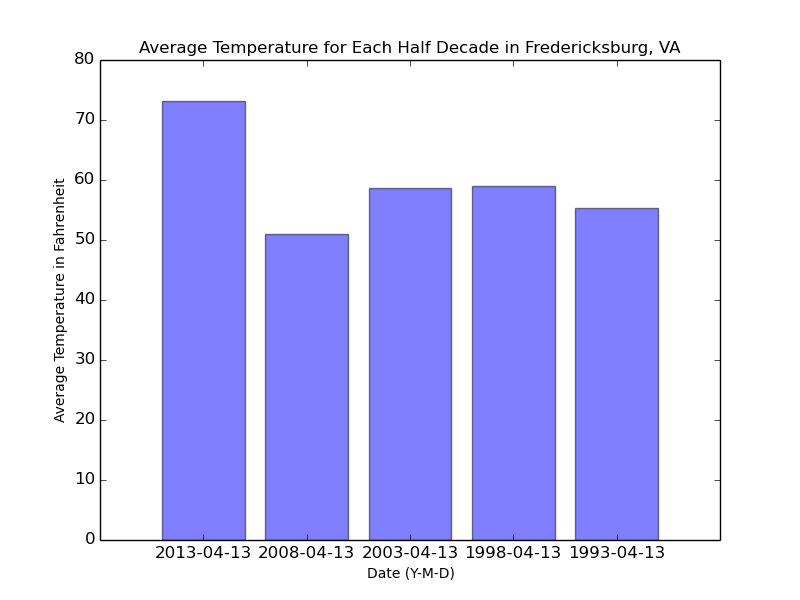 Average Temperature for Each Half Decade in Fredericksburg, VA
80
70
60
50
40
30
20
10
0
Average Temperature in Fahrenheit
2013-04-13 2008-04-13 2003-04-13 1998-04-13 1993-04-13
Date (Y-M-D)